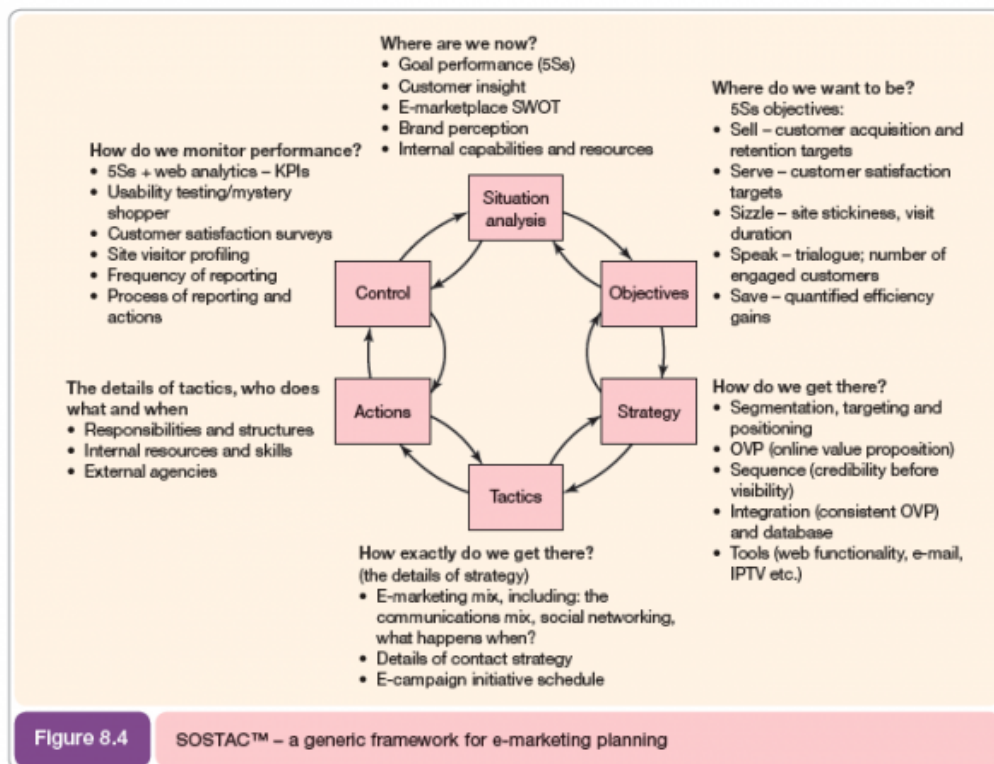 Where are we now?
• Goal performance (5Ss)
• Customer insight
• E-marketplace SWOT
• Brand perception
• Internal capabilities and resources
Where do we want to be?
5Ss objectives:
• Sell – customer acquisition and
retention targets
• Serve – customer satisfaction
targets
• Sizzle – site stickiness, visit
duration
• Speak – trialogue; number of
engaged customers
• Save – quantified efficiency
gains
How do we monitor performance?
• 5Ss + web analytics – KPIs
• Usability testing/mystery
shopper
• Customer satisfaction surveys
• Site visitor profiling
• Frequency of reporting
• Process of reporting and
actions
Situation
analysis
Control
Objectives
Actions
Strategy
Tactics
The details of tactics, who does
what and when
• Responsibilities and structures
• Internal resources and skills
• External agencies
How do we get there?
• Segmentation, targeting and
positioning
• OVP (online value proposition)
• Sequence (credibility before
visibility)
• Integration (consistent OVP)
and database
• Tools (web functionality, e-mail,
IPTV etc.)
How exactly do we get there?
(the details of strategy)
• E-marketing mix, including: the
communications mix, social networking,
what happens when?
• Details of contact strategy
• E-campaign initiative schedule
Figure 8.4
SOSTAC™ – a generic framework for e-marketing planning